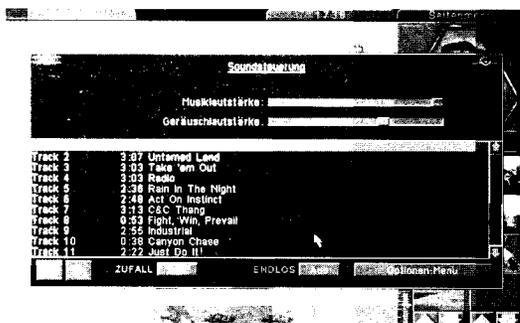 Seitenmenü
Soundsteuerung
Musiklautstärke:
Geräuschlautstärke:
Track 2 3:07 Untamed Land
Track 3 3:03 Take 'em Out
Track 4 3:03 Radio
Track 5 2:38 Rain In The Night
Track 6 2:48 Act On Instinct
Track 7 3:13 C&C Thang
Track 8 0:53 Fight, Win, Prevail
Track 9 2:55 Industrial
Track 10 0:38 Canyon Chase
Track 11 2:22 Just Do It!
ZUFALL ENDLOS Aus Optionen-Menü